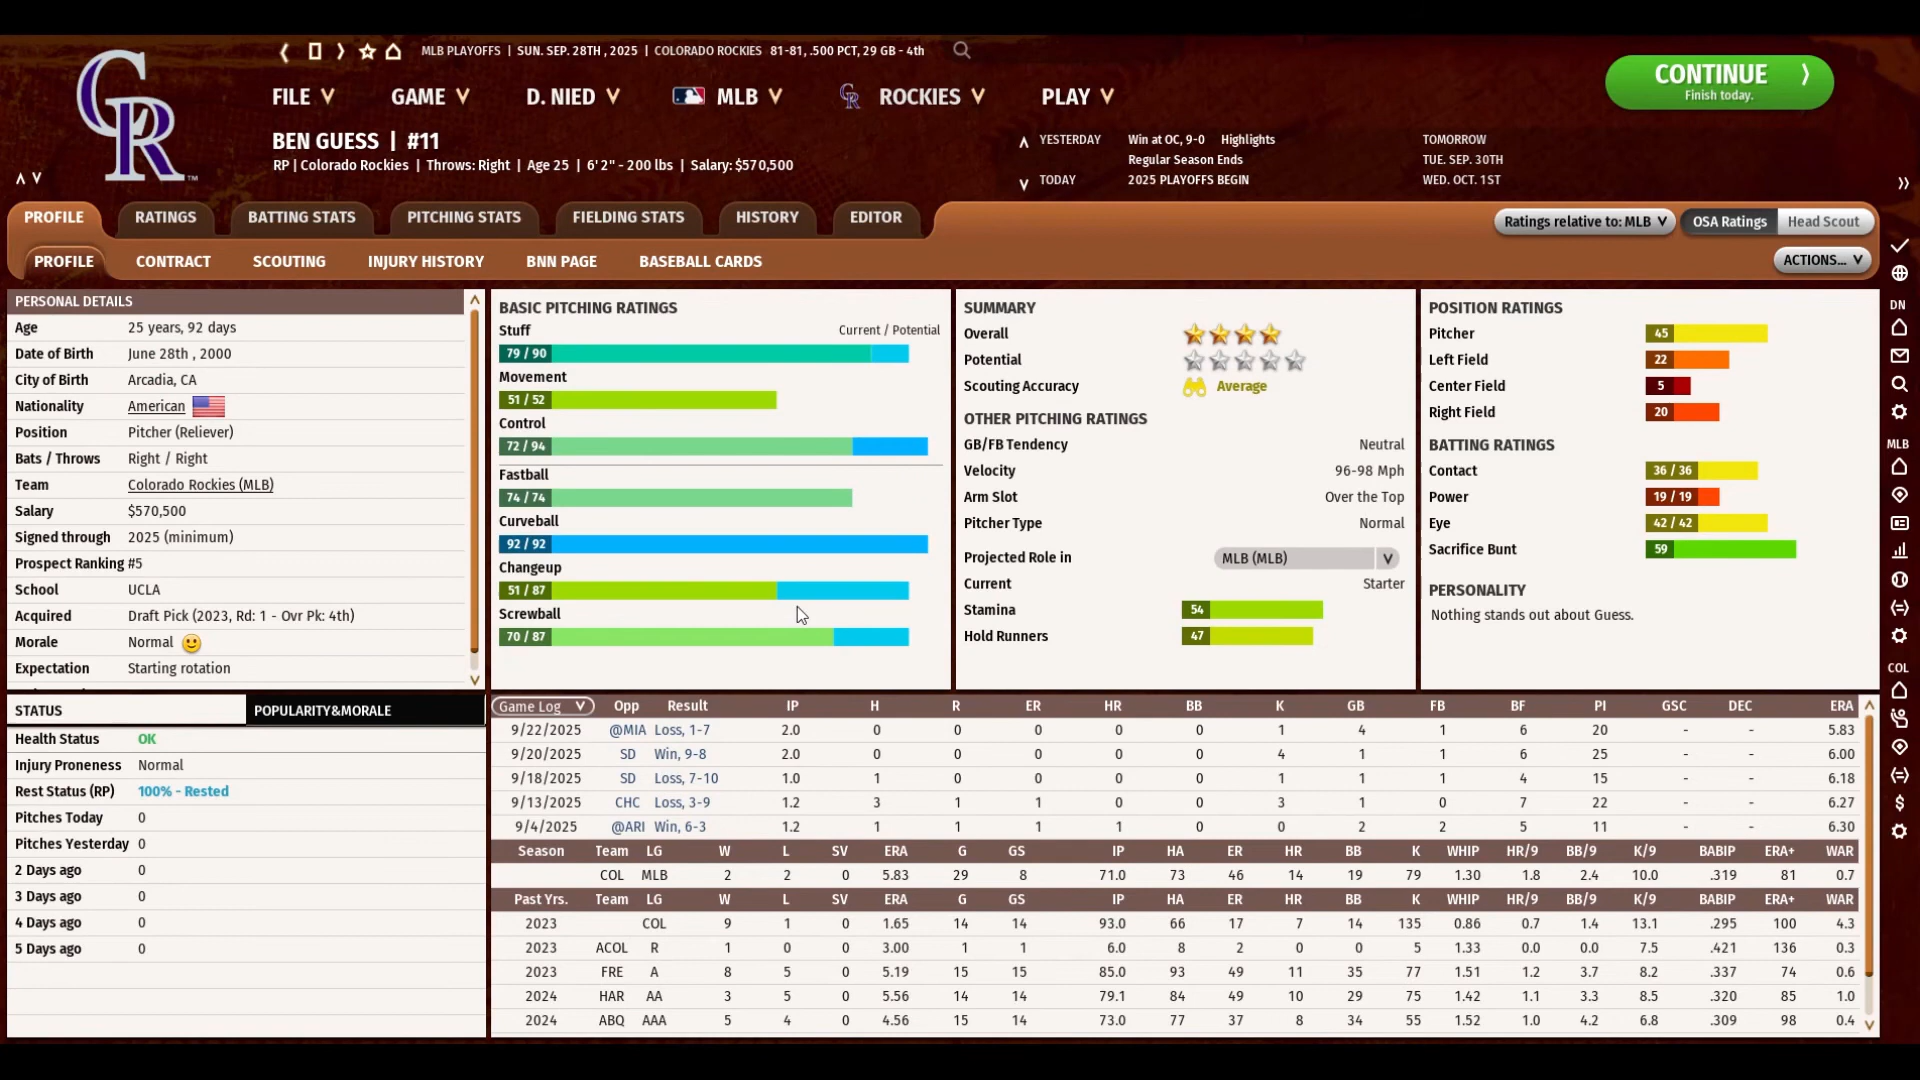 MLB PLAYOFFS | SUN. SEP. 28TH , 2025 | COLORADO ROCKIES 81-81, .500 PCT, 29 GB - 4th
FILE GAME D. NIED MLB ROCKIES PLAY
CONTINUE
Finish today.
BEN GUESS | #11
RP | Colorado Rockies | Throws: Right | Age 25 | 6' 2" - 200 lbs | Salary: $570,500
YESTERDAY Win at OC, 9-0 Highlights
Regular Season Ends
TODAY 2025 PLAYOFFS BEGIN
TOMORROW
TUE. SEP. 30TH
WED. OCT. 1ST
PROFILE RATINGS BATTING STATS PITCHING STATS FIELDING STATS HISTORY EDITOR
Ratings relative to: MLB OSA Ratings Head Scout
PROFILE CONTRACT SCOUTING INJURY HISTORY BNN PAGE BASEBALL CARDS
ACTIONS...
PERSONAL DETAILS
Age 25 years, 92 days
Date of Birth June 28th , 2000
City of Birth Arcadia, CA
Nationality American
Position Pitcher (Reliever)
Bats / Throws Right / Right
Team Colorado Rockies (MLB)
Salary $570,500
Signed through 2025 (minimum)
Prospect Ranking #5
School UCLA
Acquired Draft Pick (2023, Rd: 1 - Ovr Pk: 4th)
Morale Normal
Expectation Starting rotation
BASIC PITCHING RATINGS
Stuff Current / Potential
79 / 90
Movement
51 / 52
Control
72 / 94
Fastball
74 / 74
Curveball
92 / 92
Changeup
51 / 87
Screwball
70 / 87
SUMMARY
Overall
Potential
Scouting Accuracy Average
OTHER PITCHING RATINGS
GB/FB Tendency Neutral
Velocity 96-98 Mph
Arm Slot Over the Top
Pitcher Type Normal
Projected Role in MLB (MLB)
Current Starter
Stamina 54
Hold Runners 47
POSITION RATINGS
Pitcher 45
Left Field 22
Center Field 5
Right Field 20
BATTING RATINGS
Contact 36 / 36
Power 19 / 19
Eye 42 / 42
Sacrifice Bunt 59
PERSONALITY
Nothing stands out about Guess.
DN
MLB
COL
STATUS POPULARITY&MORALE
Health Status OK
Injury Proneness Normal
Rest Status (RP) 100% - Rested
Pitches Today 0
Pitches Yesterday 0
2 Days ago 0
3 Days ago 0
4 Days ago 0
5 Days ago 0
Game Log Opp Result IP H R ER HR BB K GB FB BF PI GSC DEC ERA
9/22/2025 @MIA Loss, 1-7 2.0 0 0 0 0 0 1 4 1 6 20 - - 5.83
9/20/2025 SD Win, 9-8 2.0 0 0 0 0 0 4 1 1 6 25 - - 6.00
9/18/2025 SD Loss, 7-10 1.0 1 0 0 0 0 1 1 1 4 15 - - 6.18
9/13/2025 CHC Loss, 3-9 1.2 3 1 1 0 0 3 1 0 7 22 - - 6.27
9/4/2025 @ARI Win, 6-3 1.2 1 1 1 1 0 0 2 2 5 11 - - 6.30
Season Team LG W L SV ERA G GS IP HA ER HR BB K WHIP HR/9 BB/9 K/9 BABIP ERA+ WAR
COL MLB 2 2 0 5.83 29 8 71.0 73 46 14 19 79 1.30 1.8 2.4 10.0 .319 81 0.7
Past Yrs. Team LG W L SV ERA G GS IP HA ER HR BB K WHIP HR/9 BB/9 K/9 BABIP ERA+ WAR
2023 COL 9 1 0 1.65 14 14 93.0 66 17 7 14 135 0.86 0.7 1.4 13.1 .295 100 4.3
2023 ACOL R 1 0 0 3.00 1 1 6.0 8 2 0 0 5 1.33 0.0 0.0 7.5 .421 136 0.3
2023 FRE A 8 5 0 5.19 15 15 85.0 93 49 11 35 77 1.51 1.2 3.7 8.2 .337 74 0.6
2024 HAR AA 3 5 0 5.56 14 14 79.1 84 49 10 29 75 1.42 1.1 3.3 8.5 .320 85 1.0
2024 ABQ AAA 5 4 0 4.56 15 14 73.0 77 37 8 34 55 1.52 1.0 4.2 6.8 .309 98 0.4